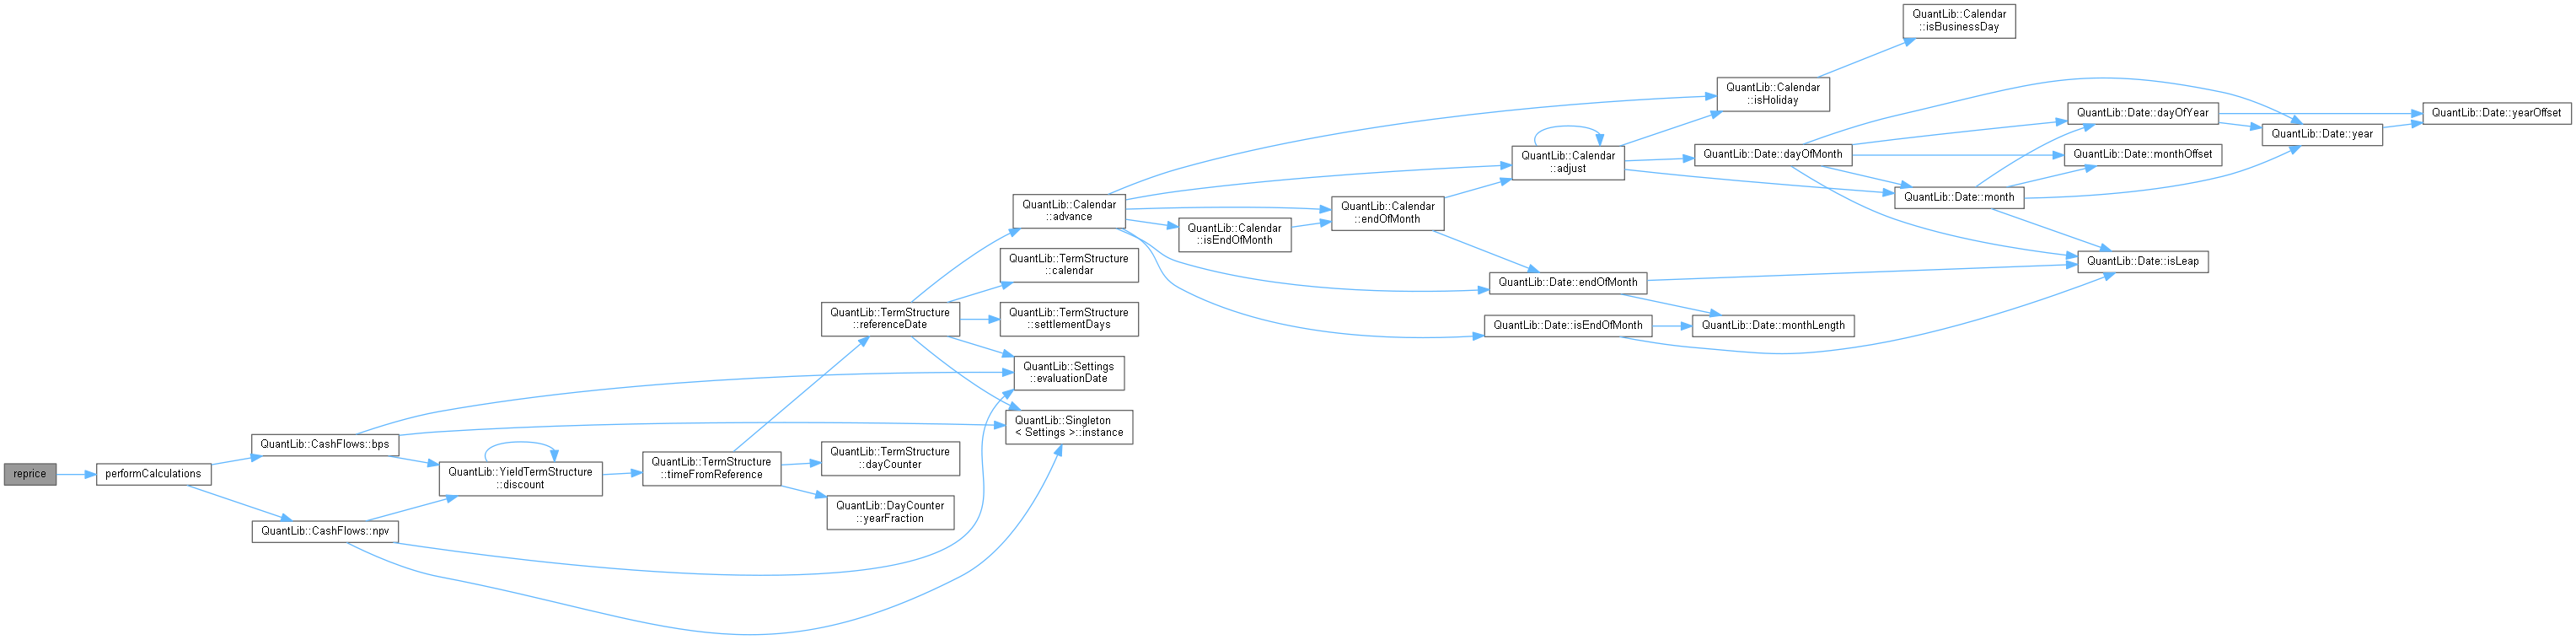 reprice
performCalculations
QuantLib::CashFlows::bps
QuantLib::CashFlows::npv
QuantLib::YieldTermStructure
::discount
QuantLib::TermStructure
::timeFromReference
QuantLib::TermStructure
::referenceDate
QuantLib::TermStructure
::dayCounter
QuantLib::DayCounter
::yearFraction
QuantLib::Calendar
::advance
QuantLib::TermStructure
::calendar
QuantLib::TermStructure
::settlementDays
QuantLib::Settings
::evaluationDate
QuantLib::Singleton
< Settings >::instance
QuantLib::Calendar
::isEndOfMonth
QuantLib::Calendar
::endOfMonth
QuantLib::Calendar
::adjust
QuantLib::Date::endOfMonth
QuantLib::Date::isEndOfMonth
QuantLib::Calendar
::isHoliday
QuantLib::Date::dayOfMonth
QuantLib::Date::monthLength
QuantLib::Calendar
::isBusinessDay
QuantLib::Date::month
QuantLib::Date::dayOfYear
QuantLib::Date::monthOffset
QuantLib::Date::isLeap
QuantLib::Date::year
QuantLib::Date::yearOffset